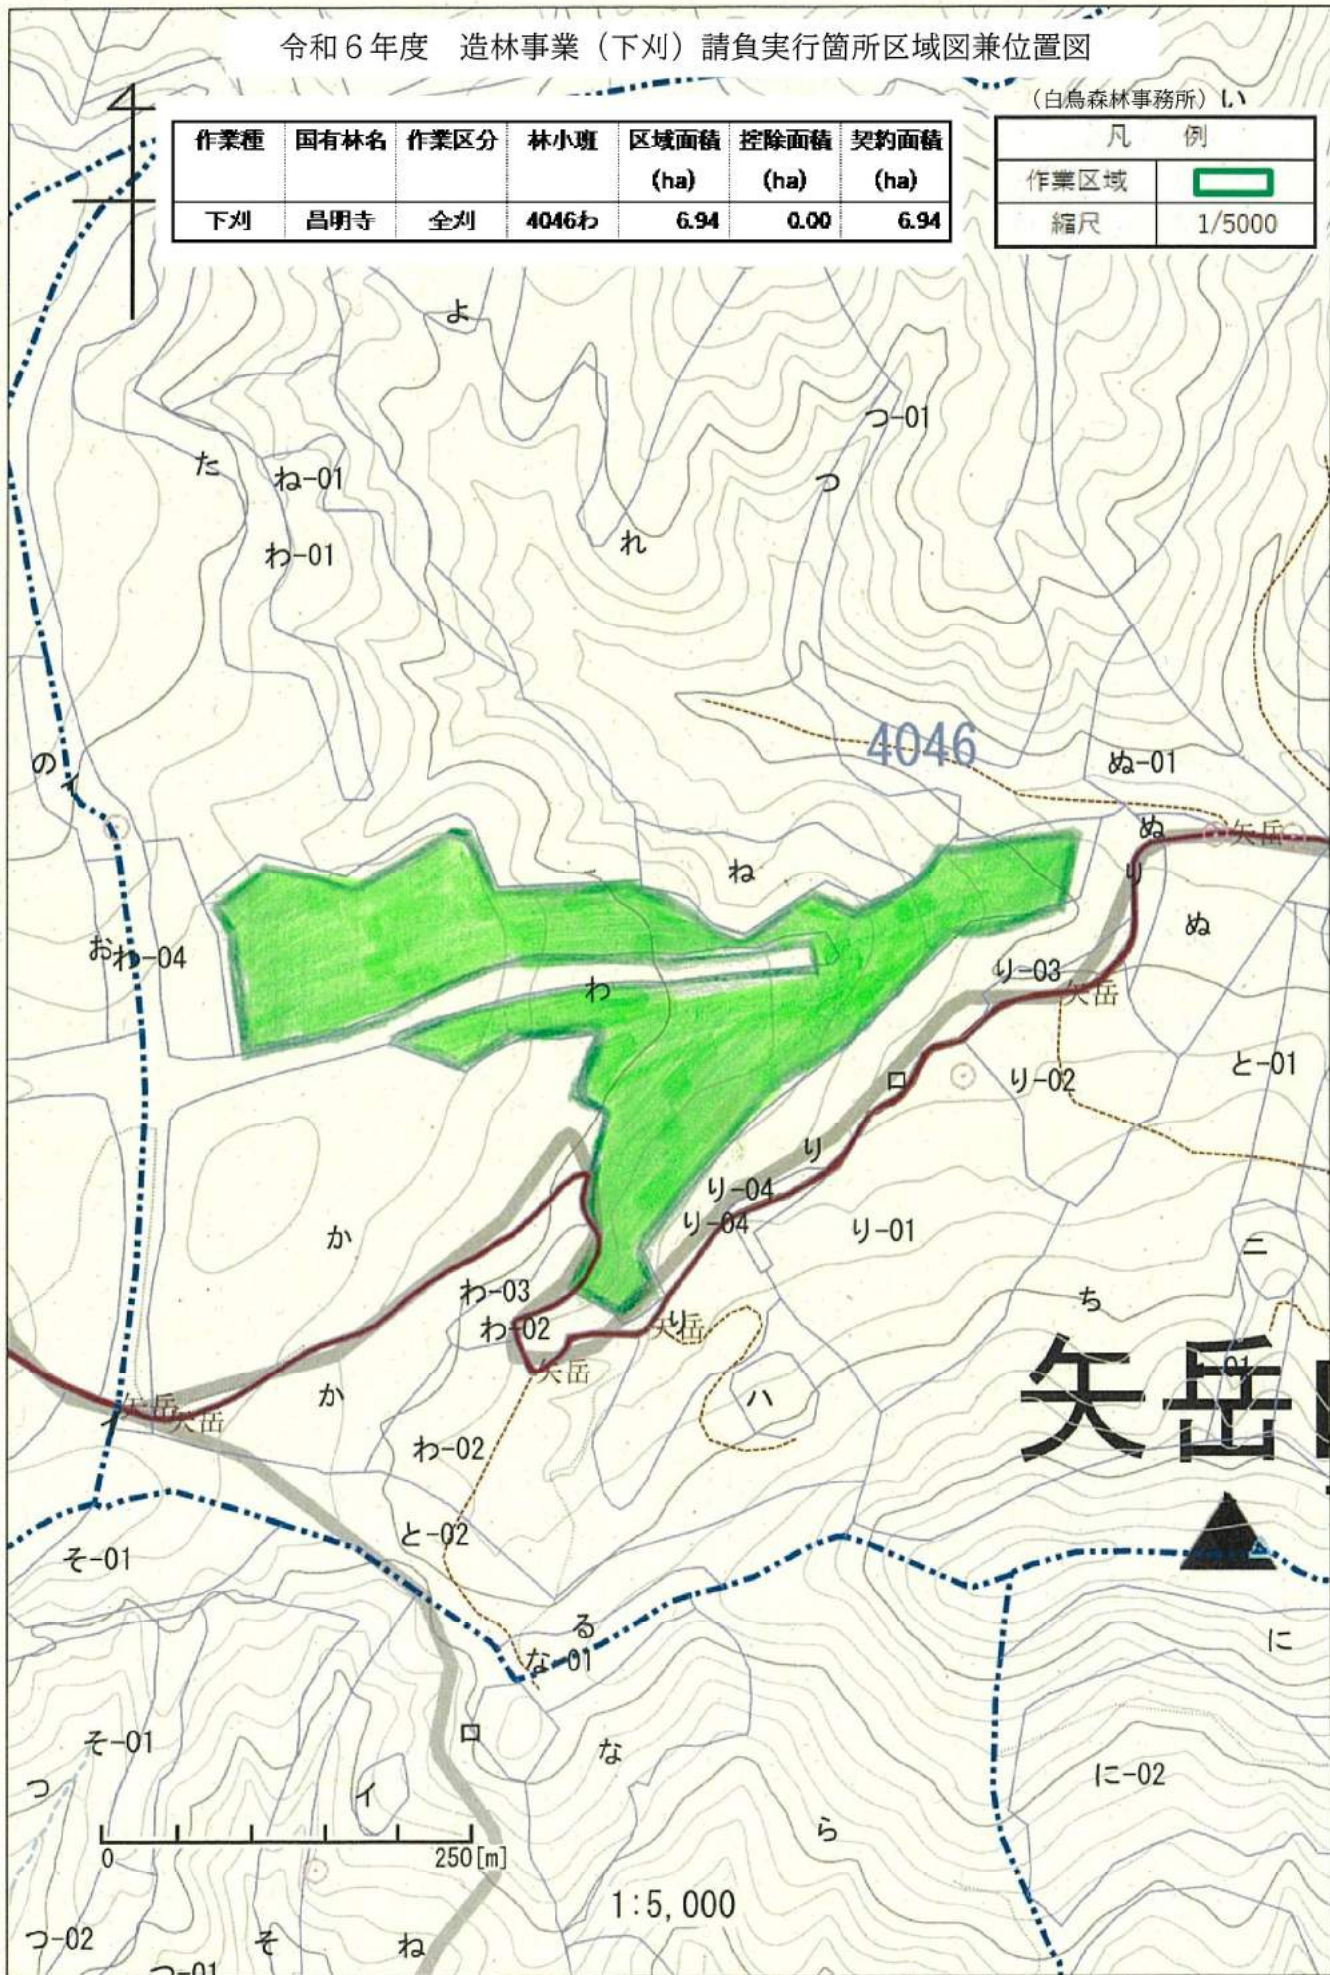 令和６年度　造林事業（下刈）請負実行箇所区域図兼位置図
（白鳥森林事務所）い
作業種 国有林名 作業区分 林小班 区域面積 控除面積 契約面積
(ha) (ha) (ha)
下刈 昌明寺 全刈 4046わ 6.94 0.00 6.94
凡　例
作業区域
縮尺 1/5000
よ
つ-01
た
ね-01
つ
れ
わ-01
4046
の
イ
ぬ-01
ぬ
矢岳
り
ね
ぬ
お
わ-04
り-03
わ
矢岳
ロ
り-02
と-01
り
り-04
り-04
り-01
か
ニ
わ-03
ち
わ-02
り
矢岳
矢岳
01
矢岳
か
ハ
矢岳
矢岳
イ
わ-02
と-02
そ-01
る
な-01
に
ロ
そ-01
な
に-02
つ
イ
ら
0 250[m]
1:5,000
つ-02
そ
ね
つ-01